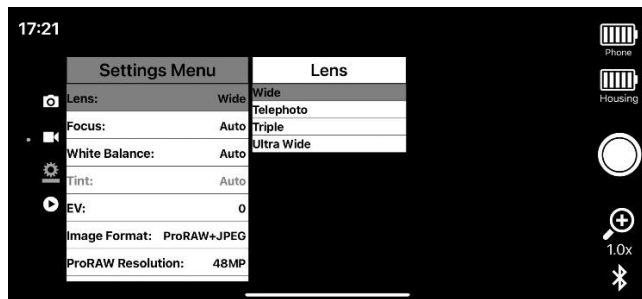 17:21
Settings Menu
Lens: Wide
Focus: Auto
White Balance: Auto
Tint: Auto
EV: 0
Image Format: ProRAW+JPEG
ProRAW Resolution: 48MP
Lens
Wide
Telephoto
Triple
Ultra Wide
Phone
Housing
1.0x